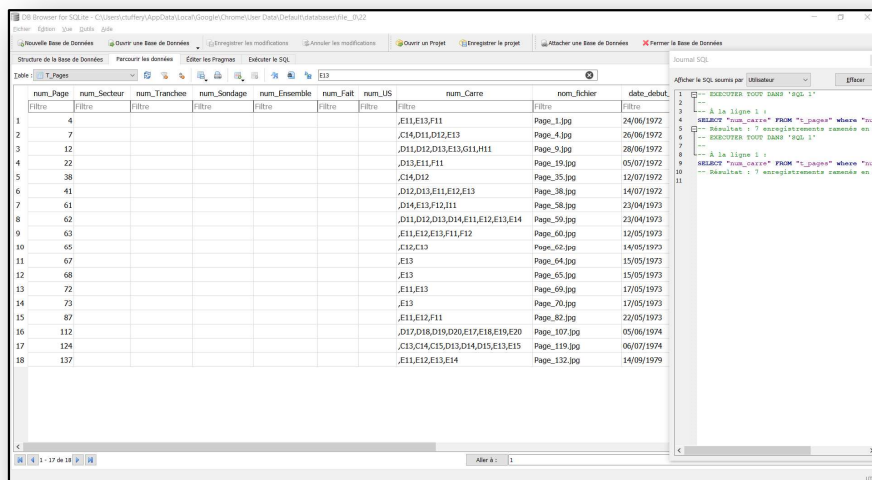 DB Browser for SQLite - C:\Users\ctuffery\AppData\Local\Google\Chrome\User Data\Default\databases\file__0\22
Fichier Édition Vue Outils Aide
Nouvelle Base de Données Ouvrir une Base de Données Enregistrer les modifications Annuler les modifications Ouvrir un Projet Enregistrer le projet Attacher une Base de Données Fermer la Base de Données
Structure de la Base de Données Parcourir les données Éditer les Pragmas Exécuter le SQL
Table : T_Pages E13
num_Page num_Secteur num_Tranchee num_Sondage num_Ensemble num_Fait num_US num_Carre nom_fichier date_debut_
Filtre Filtre Filtre Filtre Filtre Filtre Filtre Filtre Filtre Filtre
1 4 ,E11,E13,F11 Page_1.jpg 24/06/1972
2 7 ,C14,D11,D12,E13 Page_4.jpg 26/06/1972
3 12 ,D11,D12,D13,E13,G11,H11 Page_9.jpg 28/06/1972
4 22 ,D13,E11,F11 Page_19.jpg 05/07/1972
5 38 ,C14,D12 Page_35.jpg 12/07/1972
6 41 ,D12,D13,E11,E12,E13 Page_38.jpg 14/07/1972
7 61 ,D14,E13,F12,I11 Page_58.jpg 23/04/1973
8 62 ,D11,D12,D13,D14,E11,E12,E13,E14 Page_59.jpg 23/04/1973
9 63 ,E11,E12,E13,F11,F12 Page_60.jpg 12/05/1973
10 65 ,C12,C13 Page_62.jpg 14/05/1973
11 67 ,E13 Page_64.jpg 15/05/1973
12 68 ,E13 Page_65.jpg 15/05/1973
13 72 ,E11,E13 Page_69.jpg 17/05/1973
14 73 ,E13 Page_70.jpg 17/05/1973
15 87 ,E11,E12,F11 Page_82.jpg 22/05/1973
16 112 ,D17,D18,D19,D20,E17,E18,E19,E20 Page_107.jpg 05/06/1974
17 124 ,C13,C14,C15,D13,D14,D15,E13,E15 Page_119.jpg 06/07/1974
18 137 ,E11,E12,E13,E14 Page_132.jpg 14/09/1979
1 - 17 de 18 Aller à : 1
Journal SQL
Afficher le SQL soumis par Utilisateur Effacer
1 -- EXECUTER TOUT DANS 'SQL 1'
2 --
3 -- À la ligne 1 :
4 SELECT "num_carre" FROM "t_pages" where "nu
5 -- Résultat : 7 enregistrements ramenés en
6 -- EXECUTER TOUT DANS 'SQL 1'
7 --
8 -- À la ligne 1 :
9 SELECT "num_carre" FROM "t_pages" where "nu
10 -- Résultat : 7 enregistrements ramenés en
11